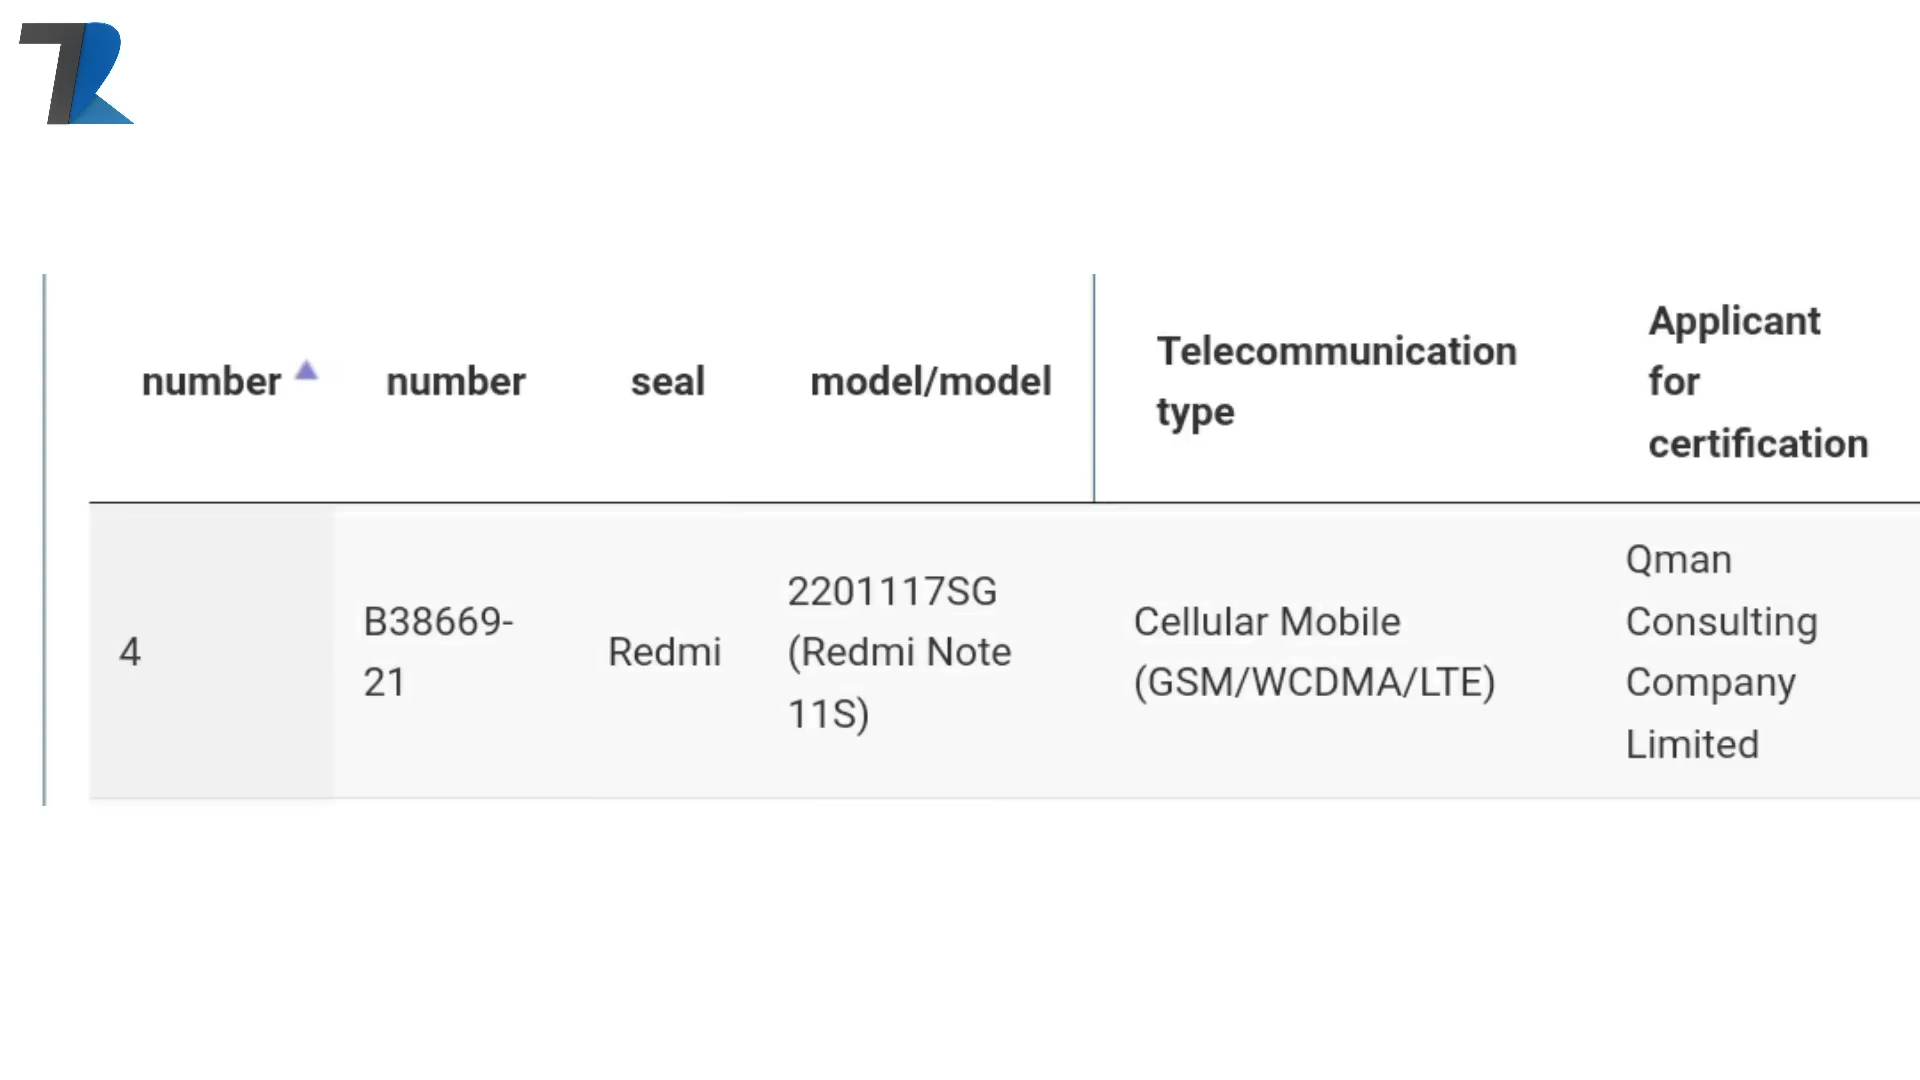 number number seal model/model Telecommunication type Applicant for certification
4
B38669-
21
Redmi
2201117SG
(Redmi Note
11S)
Cellular Mobile
(GSM/WCDMA/LTE)
Qman
Consulting
Company
Limited